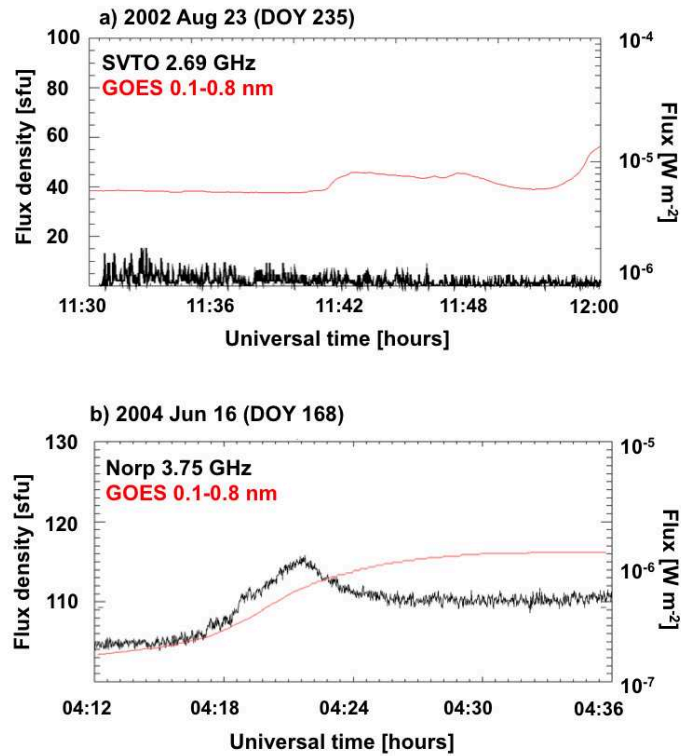 a) 2002 Aug 23 (DOY 235)
100
80
60
40
20
Flux density [sfu]
SVTO 2.69 GHz
GOES 0.1-0.8 nm
10-4
10-5
10-6
Flux [W m-2]
11:30 11:36 11:42 11:48 12:00
Universal time [hours]
b) 2004 Jun 16 (DOY 168)
130
120
110
Flux density [sfu]
Norp 3.75 GHz
GOES 0.1-0.8 nm
10-5
10-6
10-7
Flux [W m-2]
04:12 04:18 04:24 04:30 04:36
Universal time [hours]